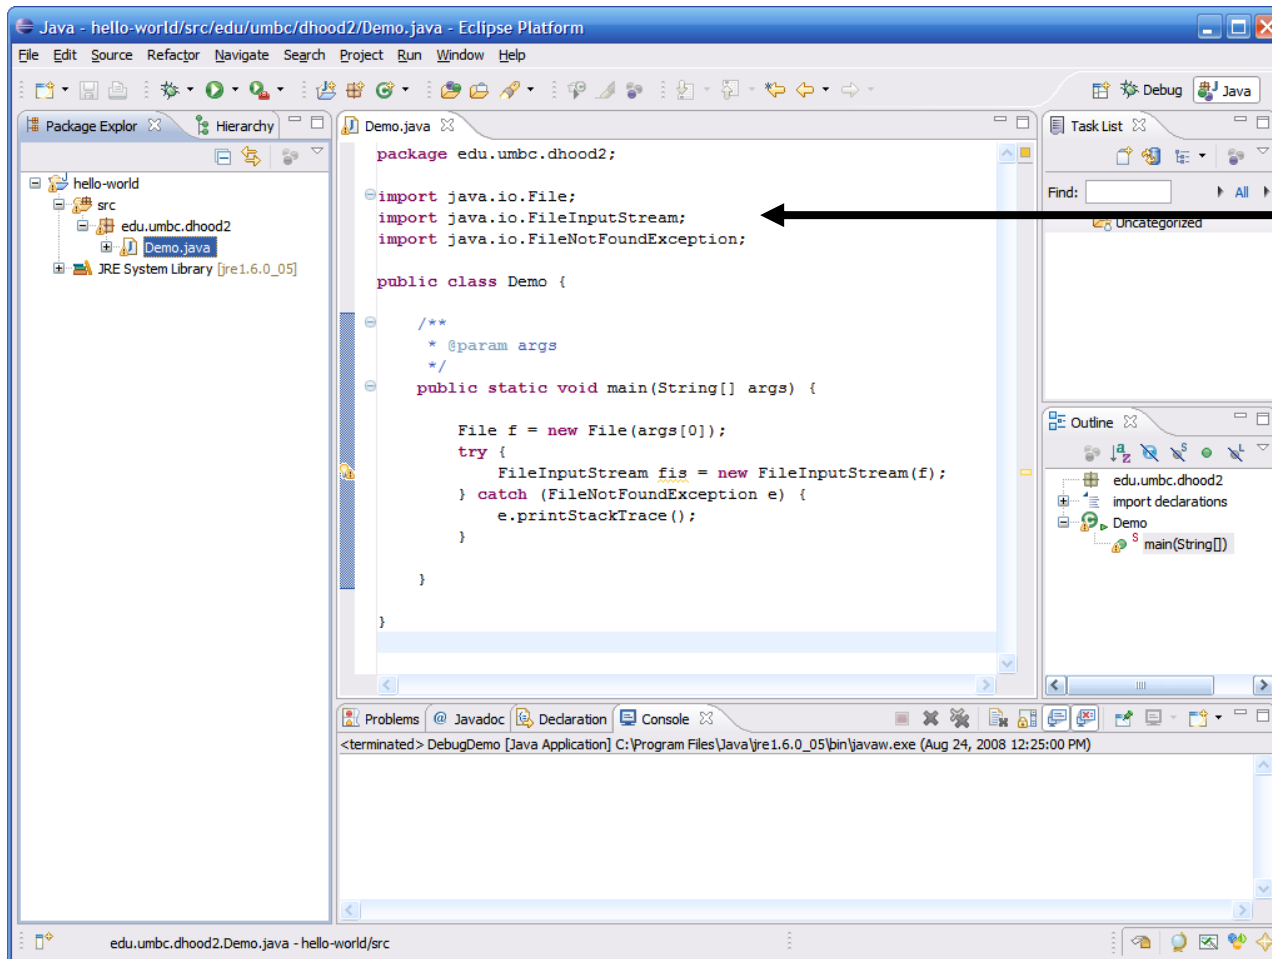 Java - hello-world/src/edu/umbc/dhood2/Demo.java - Eclipse Platform
File Edit Source Refactor Navigate Search Project Run Window Help
Debug Java
Package Explor Hierarchy
hello-world
src
edu.umbc.dhood2
Demo.java
JRE System Library [jre1.6.0_05]
Demo.java
package edu.umbc.dhood2;
import java.io.File;
import java.io.FileInputStream;
import java.io.FileNotFoundException;
public class Demo {
/**
* @param args
*/
public static void main(String[] args) {
File f = new File(args[0]);
try {
FileInputStream fis = new FileInputStream(f);
} catch (FileNotFoundException e) {
e.printStackTrace();
}
}
}
Task List
Find: All
Uncategorized
Outline
edu.umbc.dhood2
import declarations
Demo
main(String[])
Problems @ Javadoc Declaration Console
<terminated> DebugDemo [Java Application] C:\Program Files\Java\jre1.6.0_05\bin\javaw.exe (Aug 24, 2008 12:25:00 PM)
edu.umbc.dhood2.Demo.java - hello-world/src